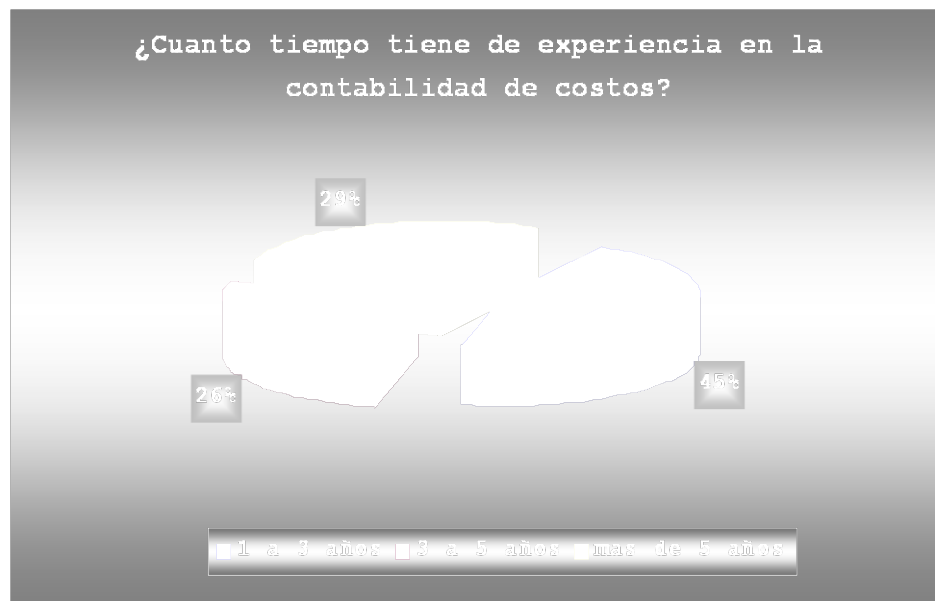 ¿Cuanto tiempo tiene de experiencia en la
contabilidad de costos?
29%
26%
45%
1 a 3 años 3 a 5 años mas de 5 años